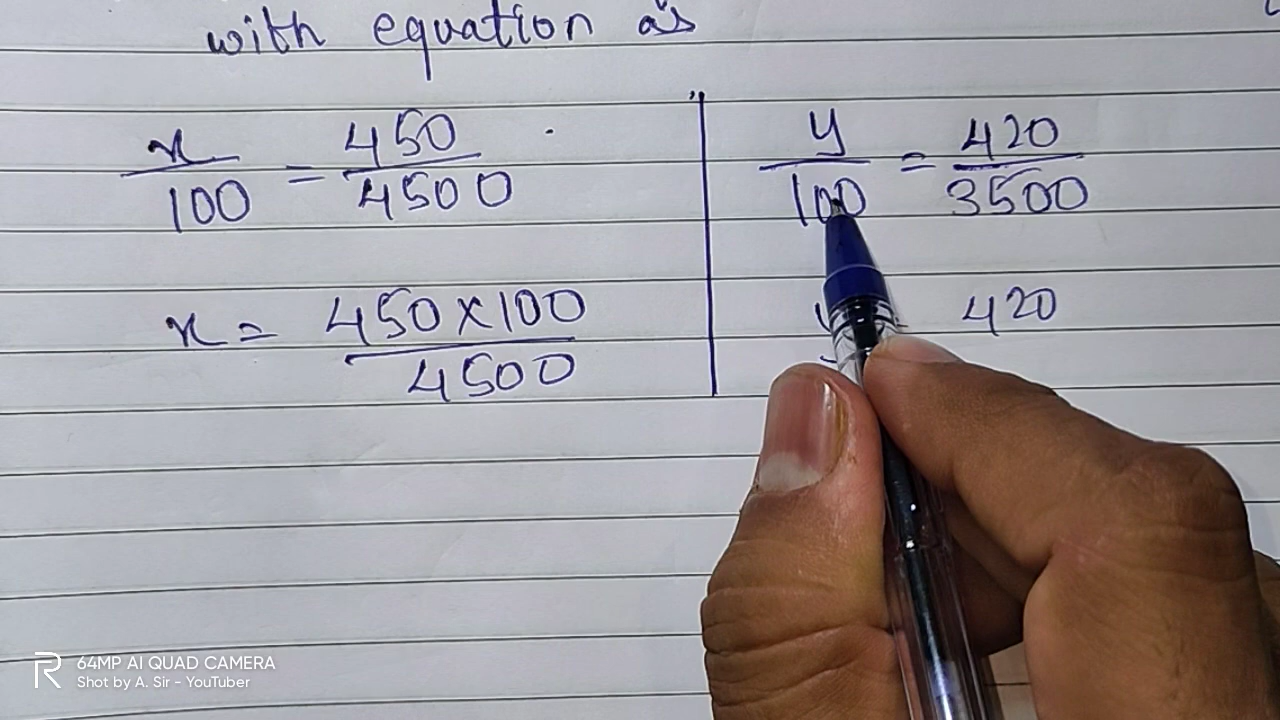 with equation as
x/100 = 450/4500
x = 450×100/4500
y/100 = 420/3500
420
64MP AI QUAD CAMERA
Shot by A. Sir - YouTuber